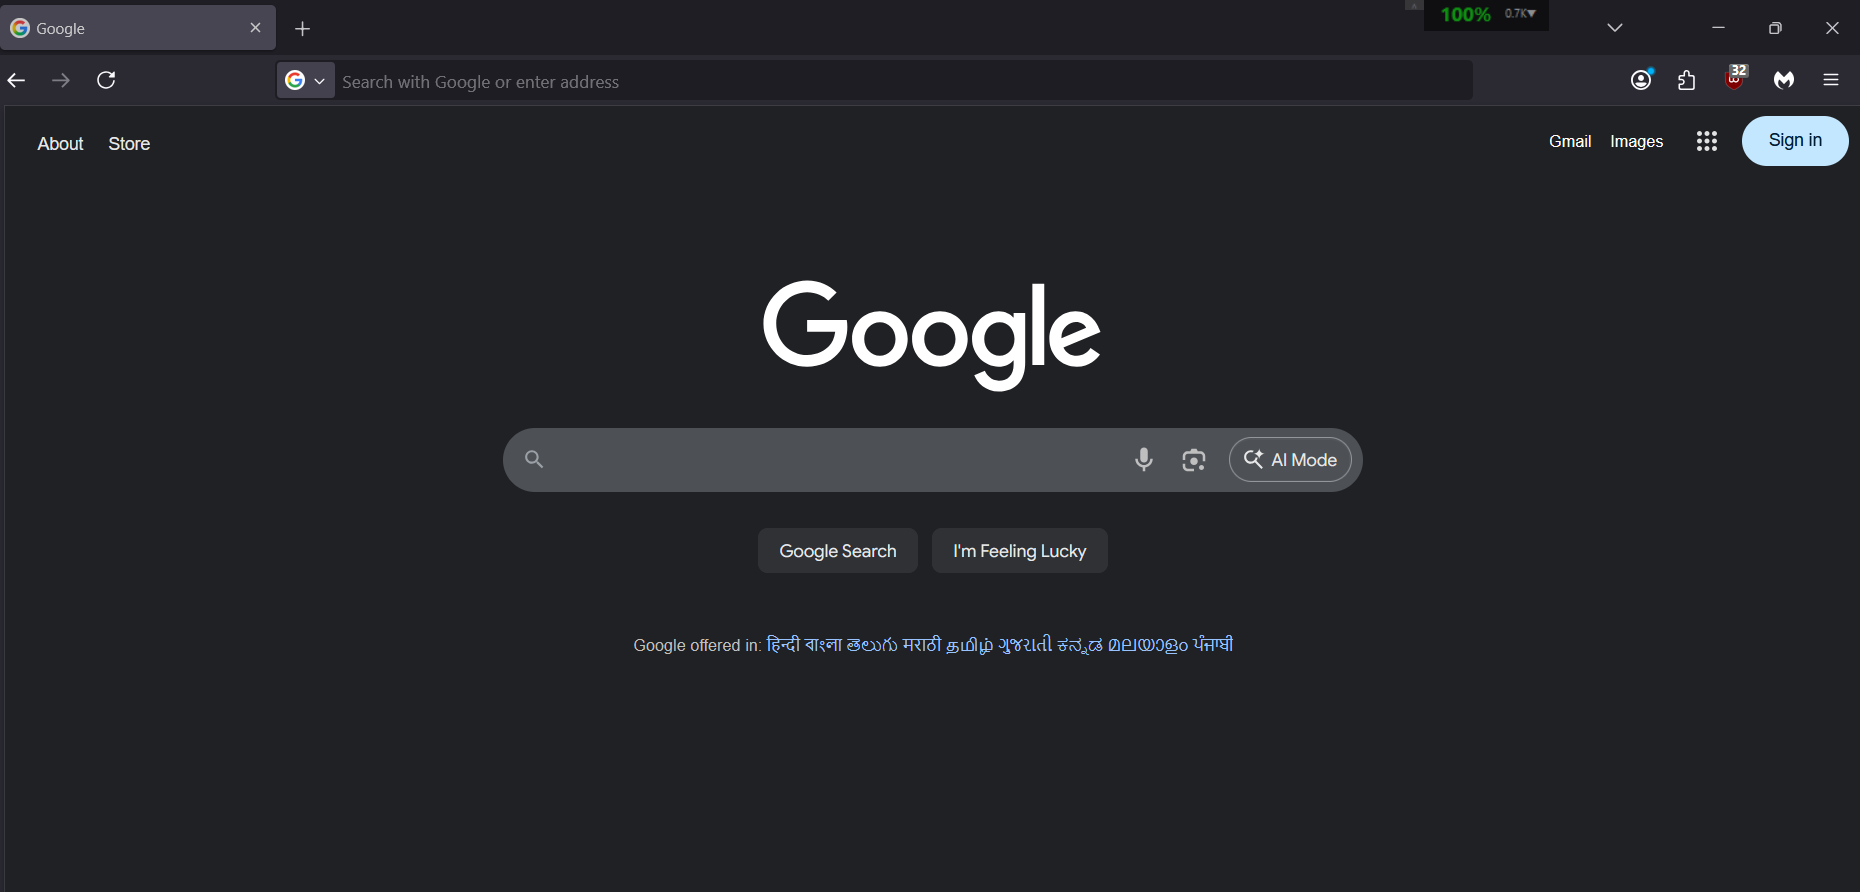 Google
100% 0.7K▼
Search with Google or enter address
32
About Store
Gmail Images Sign in
Google
AI Mode
Google Search I'm Feeling Lucky
Google offered in: हिन्दी বাংলা తెలుగు मराठी தமிழ் ગુજરાતી ಕನ್ನಡ മലയാളം ਪੰਜਾਬੀ